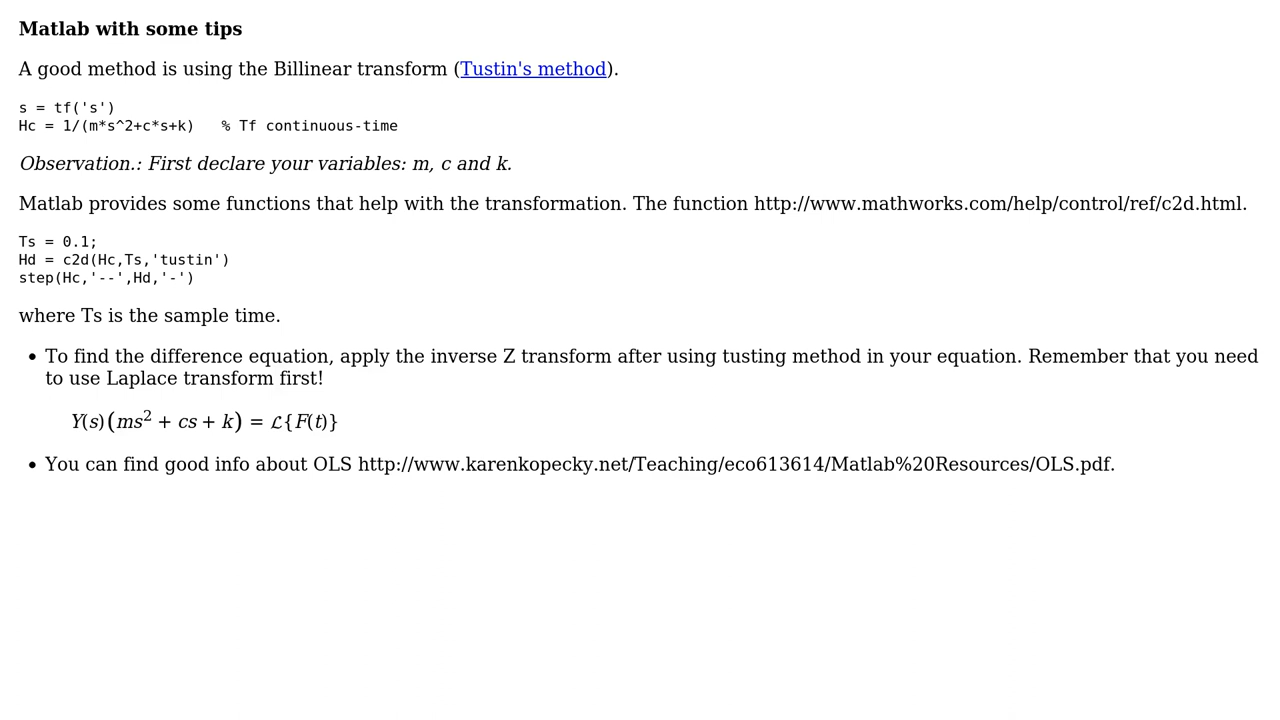 Matlab with some tips
A good method is using the Billinear transform (Tustin's method).
s = tf('s')
Hc = 1/(m*s^2+c*s+k)   % Tf continuous-time
Observation.: First declare your variables: m, c and k.
Matlab provides some functions that help with the transformation. The function http://www.mathworks.com/help/control/ref/c2d.html.
Ts = 0.1;
Hd = c2d(Hc,Ts,'tustin')
step(Hc,'--',Hd,'-')
where Ts is the sample time.
• To find the difference equation, apply the inverse Z transform after using tusting method in your equation. Remember that you need
to use Laplace transform first!
Y(s)(ms² + cs + k) = ℒ{F(t)}
• You can find good info about OLS http://www.karenkopecky.net/Teaching/eco613614/Matlab%20Resources/OLS.pdf.